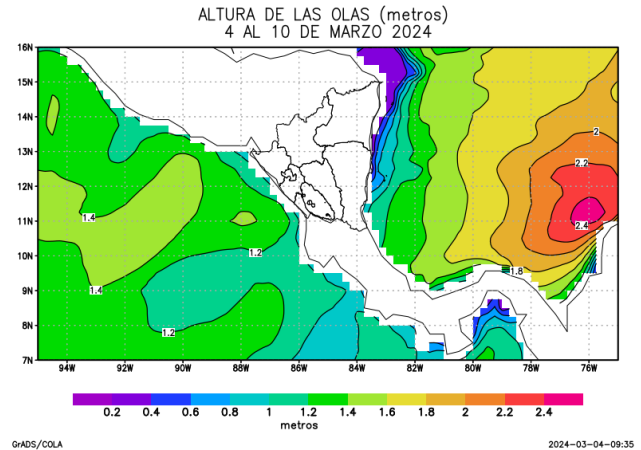 ALTURA DE LAS OLAS (metros)
4 AL 10 DE MARZO 2024
16N
15N
14N
13N
12N
11N
10N
9N
8N
7N
2
2.2
2.4
1.4
1.2
1.8
1.4
1.2
94W 92W 90W 88W 86W 84W 82W 80W 78W 76W
0.2 0.4 0.6 0.8 1 1.2 1.4 1.6 1.8 2 2.2 2.4
metros
GrADS/COLA 2024-03-04-09:35